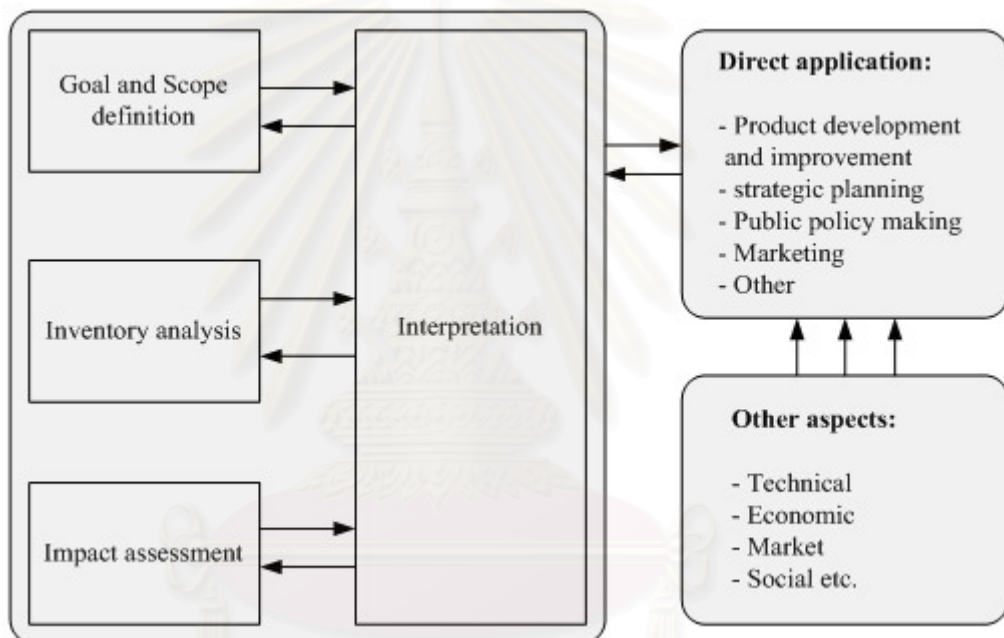 Goal and Scope
definition
Inventory analysis
Impact assessment
Interpretation
Direct application:
- Product development
and improvement
- strategic planning
- Public policy making
- Marketing
- Other
Other aspects:
- Technical
- Economic
- Market
- Social etc.